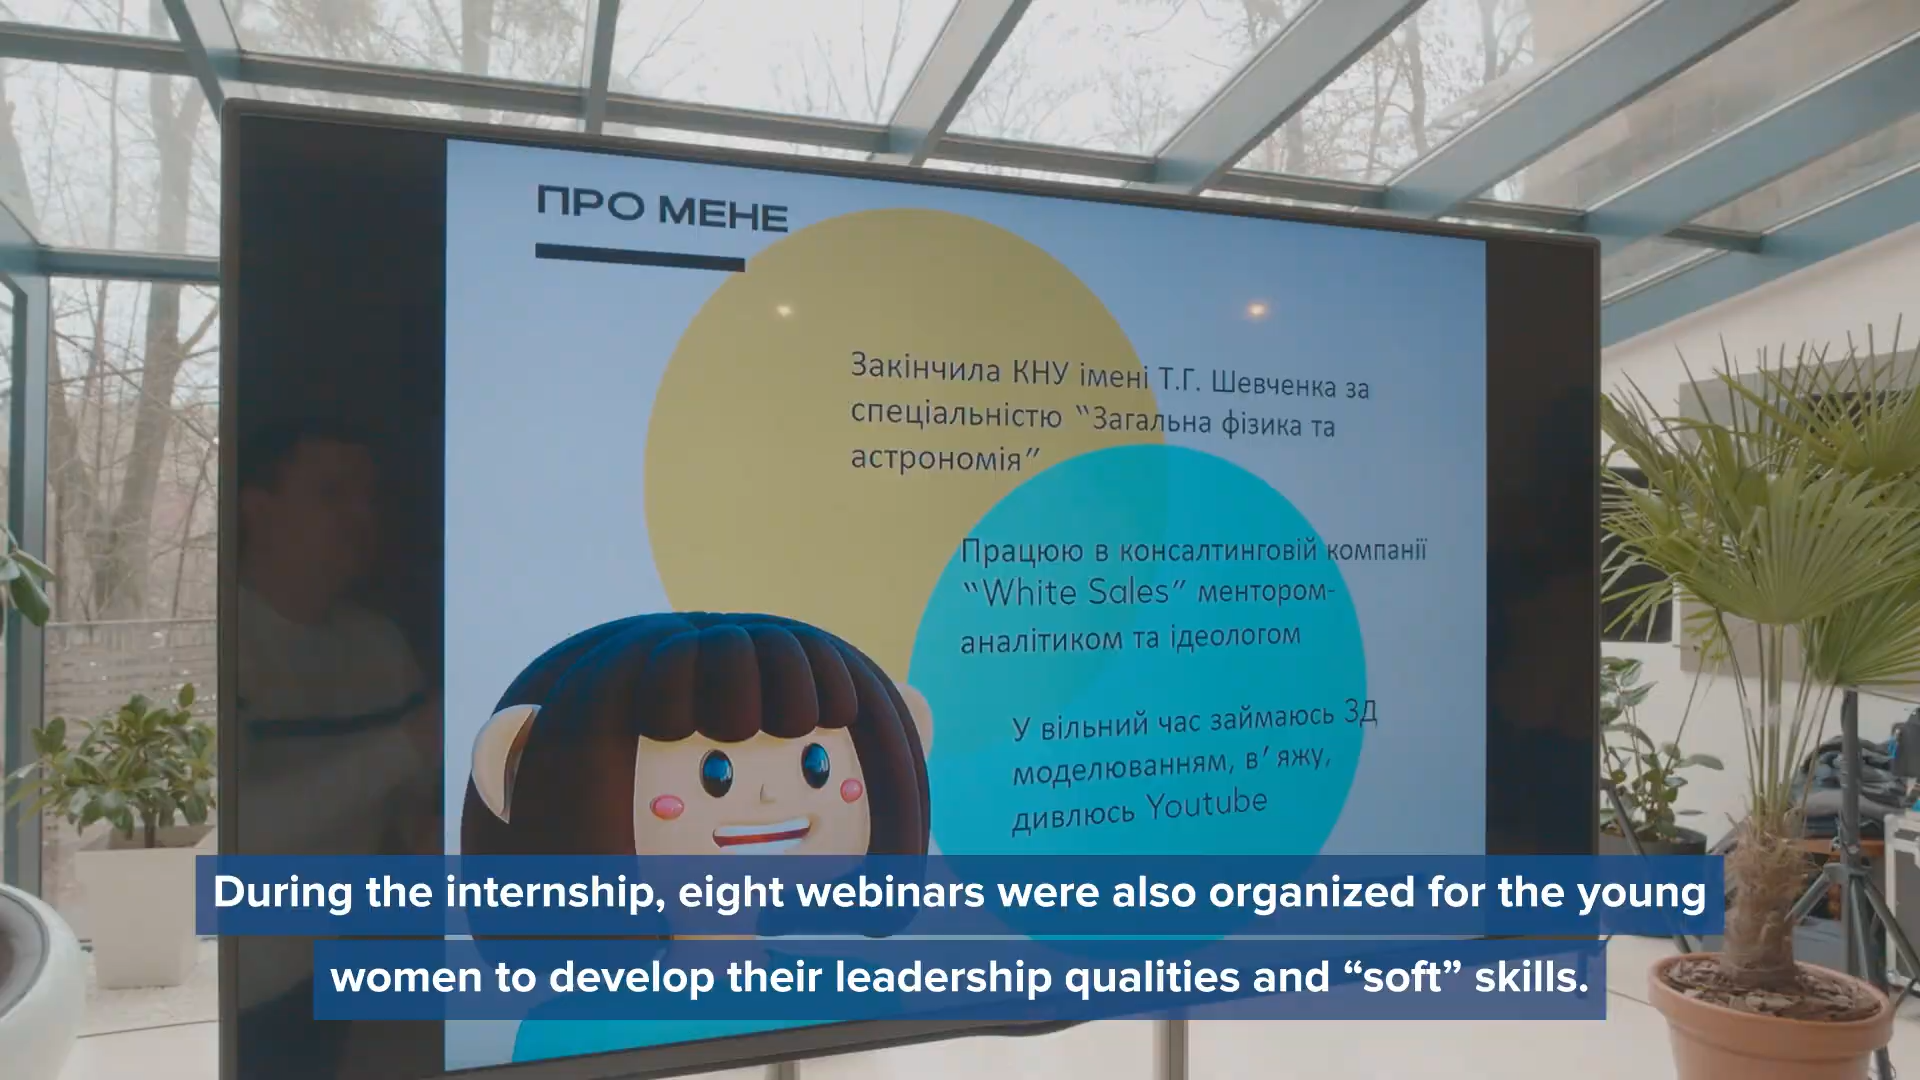 ПРО МЕНЕ
Закінчила КНУ імені Т.Г. Шевченка за
спеціальністю “Загальна фізика та
астрономія”
Працюю в консалтинговій компанії
“White Sales” ментором-
аналітиком та ідеологом
У вільний час займаюсь 3Д
моделюванням, в’яжу,
дивлюсь Youtube
During the internship, eight webinars were also organized for the young
women to develop their leadership qualities and “soft” skills.